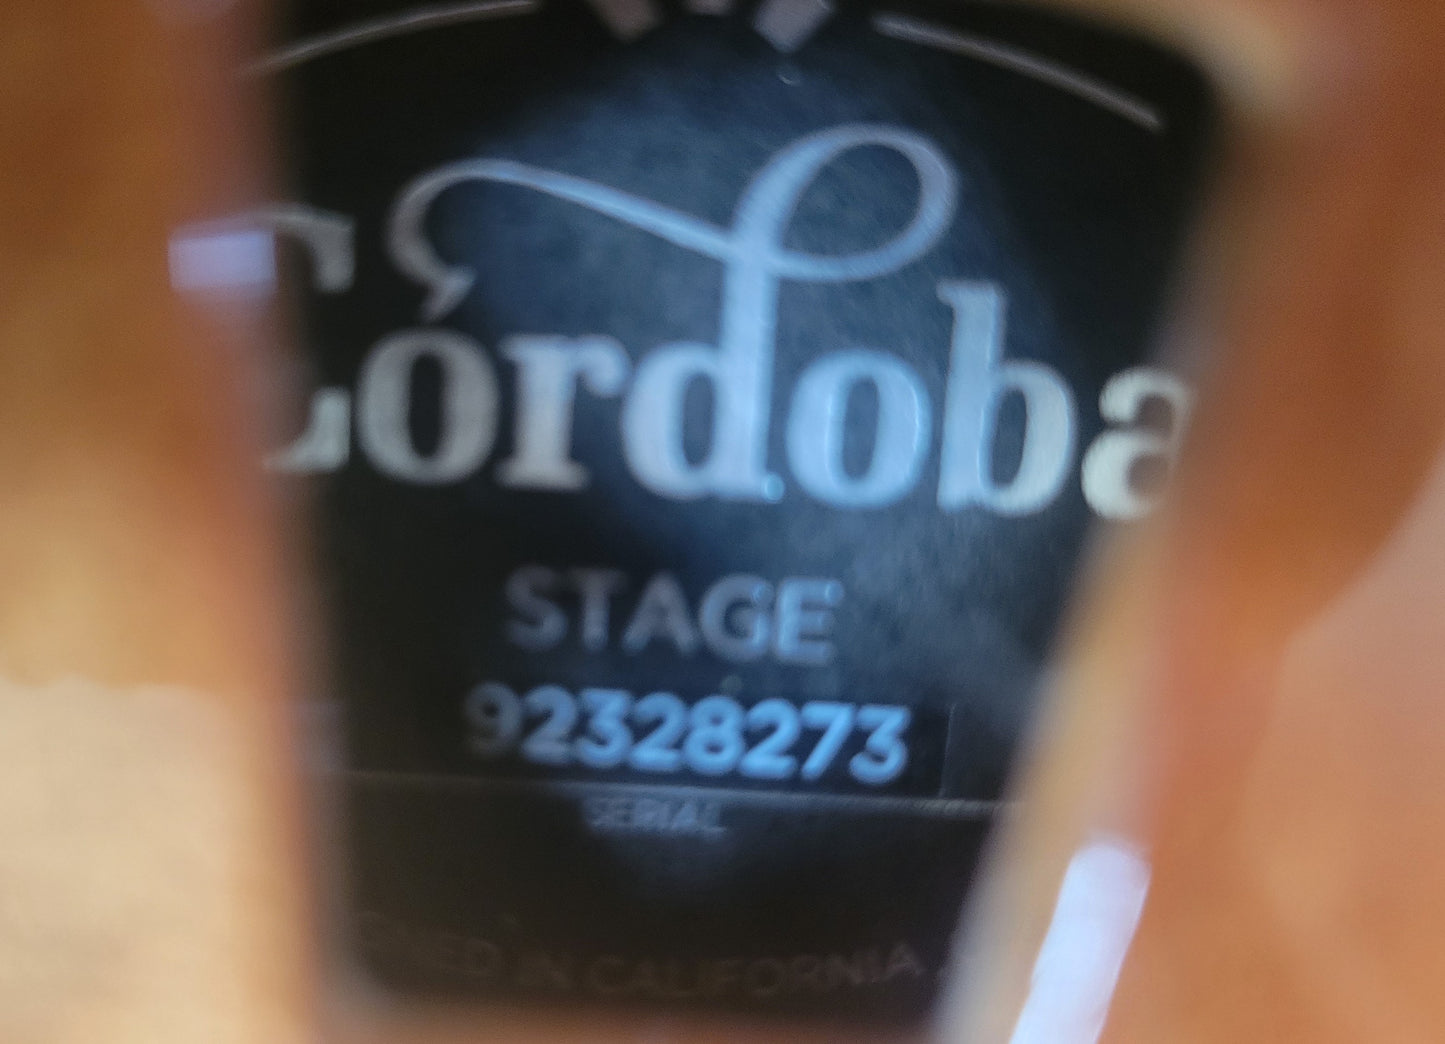 Córdoba
STAGE
92328273
SERIAL
IN CALIFORNIA